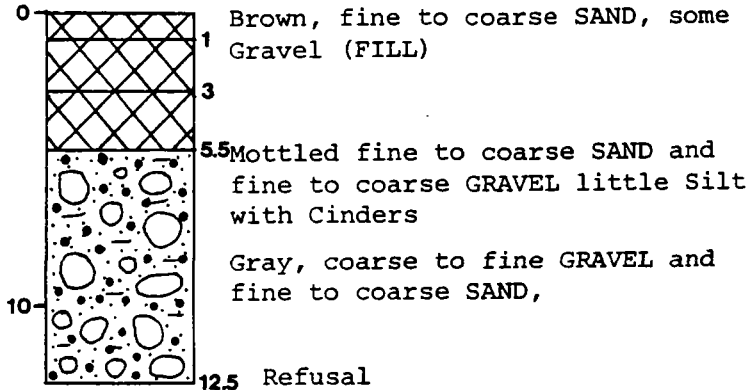 0
Brown, fine to coarse SAND, some
1
Gravel (FILL)
3
5.5 Mottled fine to coarse SAND and
fine to coarse GRAVEL little Silt
with Cinders
Gray, coarse to fine GRAVEL and
10
fine to coarse SAND,
12.5 Refusal